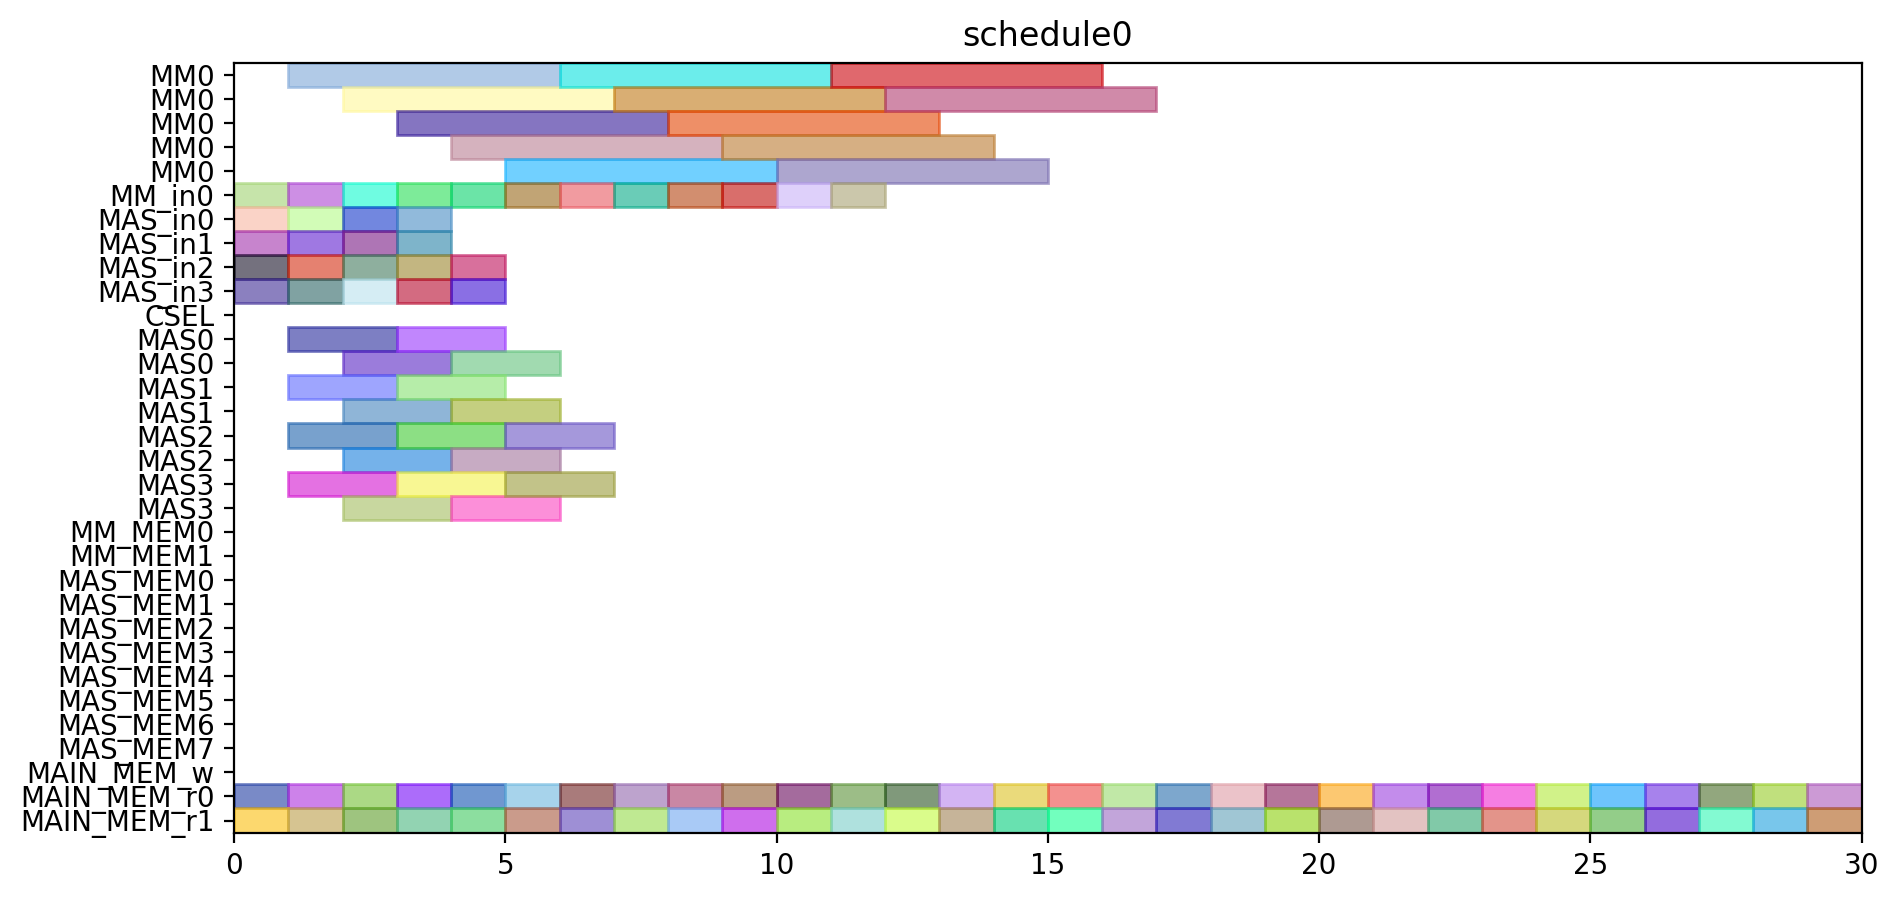 schedule0
MM0
MM0
MM0
MM0
MM0
MM_in0
MAS_in0
MAS_in1
MAS_in2
MAS_in3
CSEL
MAS0
MAS0
MAS1
MAS1
MAS2
MAS2
MAS3
MAS3
MM_MEM0
MM_MEM1
MAS_MEM0
MAS_MEM1
MAS_MEM2
MAS_MEM3
MAS_MEM4
MAS_MEM5
MAS_MEM6
MAS_MEM7
MAIN_MEM_w
MAIN_MEM_r0
MAIN_MEM_r1
0 5 10 15 20 25 30